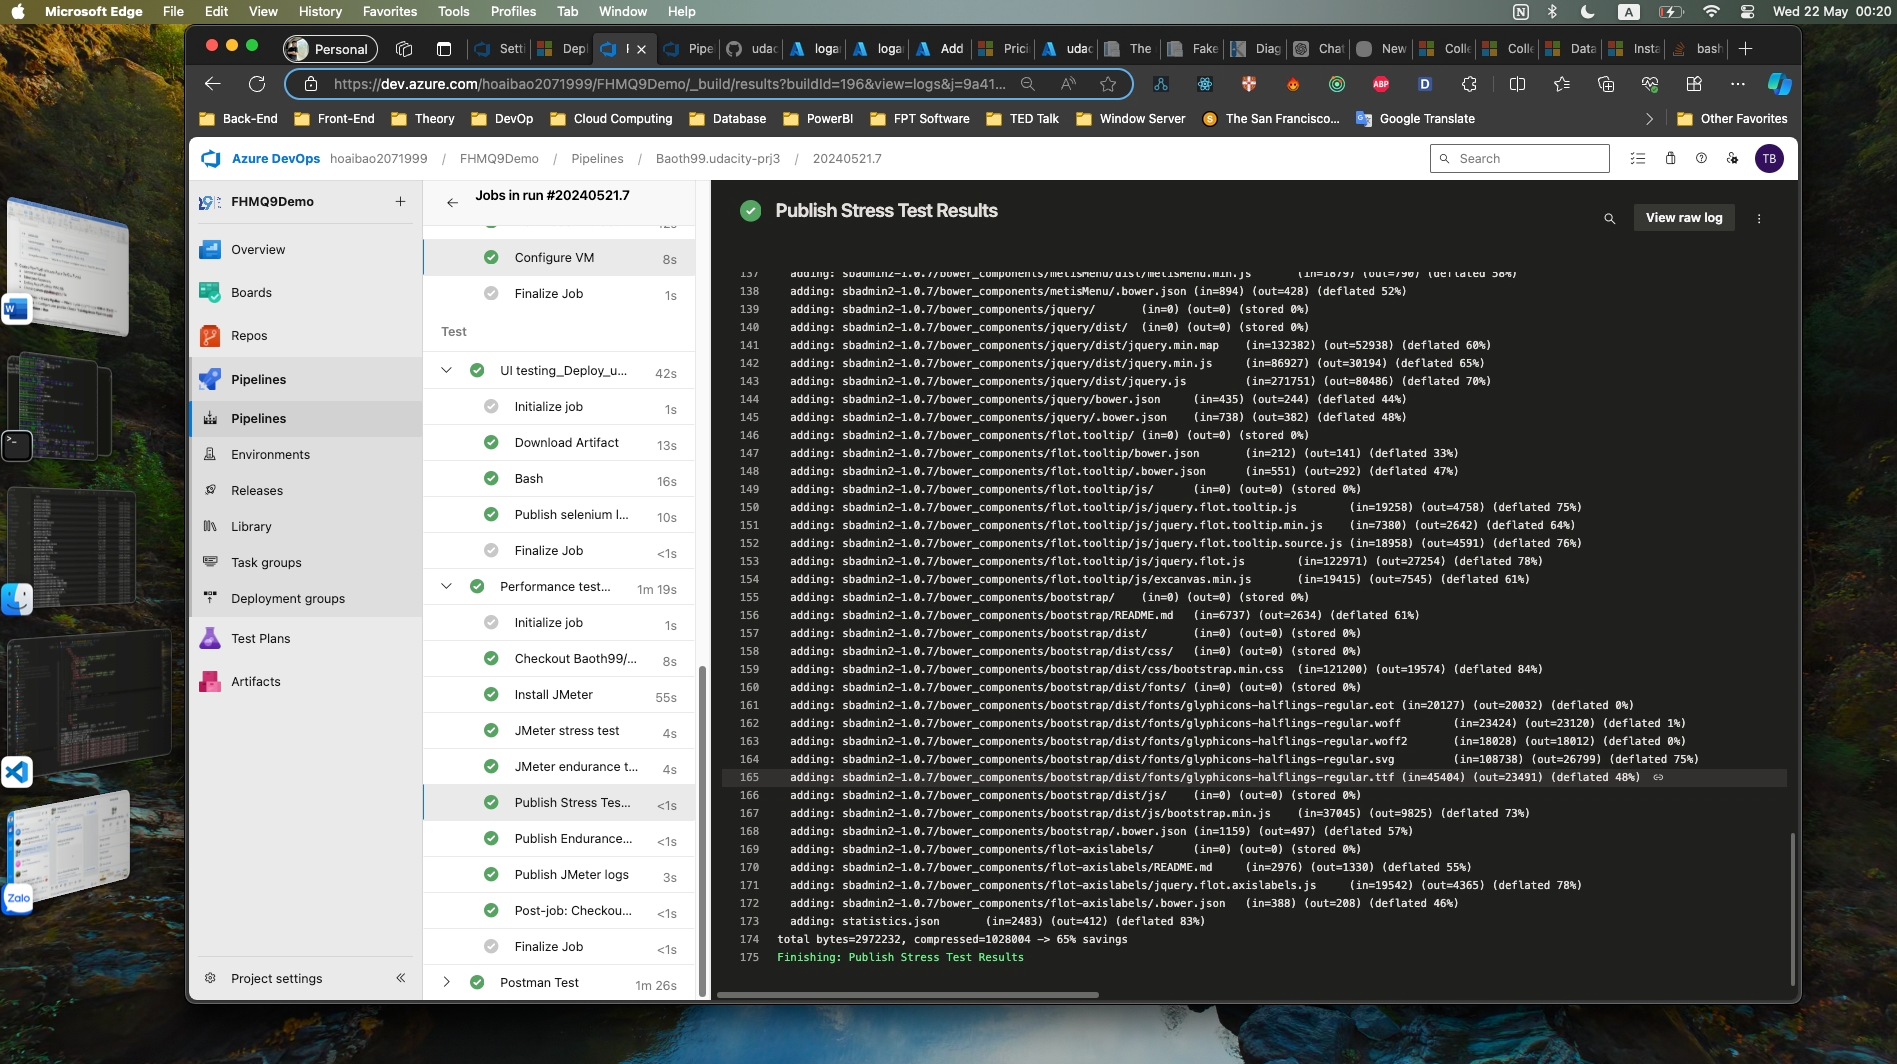 Microsoft Edge File Edit View History Favorites Tools Profiles Tab Window Help A Wed 22 May 00:20
Personal Setti Depl F Pipe udac logar logar Add Prici udac The Fake Diag Chat New Colle Colle Data Insta bash
https://dev.azure.com/hoaibao2071999/FHMQ9Demo/_build/results?buildId=196&view=logs&j=9a41... ABP D
Back-End Front-End Theory DevOp Cloud Computing Database PowerBI FPT Software TED Talk Window Server The San Francisco... Google Translate Other Favorites
Azure DevOps hoaibao2071999 / FHMQ9Demo / Pipelines / Baoth99.udacity-prj3 / 20240521.7 Search TB
FHMQ9Demo
Overview
Boards
Repos
Pipelines
Pipelines
Environments
Releases
Library
Task groups
Deployment groups
Test Plans
Artifacts
Project settings
Zalo
Jobs in run #20240521.7
Configure VM 8s
Finalize Job 1s
Test
UI testing_Deploy_u... 42s
Initialize job 1s
Download Artifact 13s
Bash 16s
Publish selenium l... 10s
Finalize Job <1s
Performance test... 1m 19s
Initialize job 1s
Checkout Baoth99/... 8s
Install JMeter 55s
JMeter stress test 4s
JMeter endurance t... 4s
Publish Stress Tes... <1s
Publish Endurance... <1s
Publish JMeter logs 3s
Post-job: Checkou... <1s
Finalize Job <1s
Postman Test 1m 26s
Publish Stress Test Results
View raw log
137 adding: sbadmin2-1.0.7/bower_components/metisMenu/dist/metisMenu.min.js (in=1879) (out=790) (deflated 58%)
138 adding: sbadmin2-1.0.7/bower_components/metisMenu/.bower.json (in=894) (out=428) (deflated 52%)
139 adding: sbadmin2-1.0.7/bower_components/jquery/ (in=0) (out=0) (stored 0%)
140 adding: sbadmin2-1.0.7/bower_components/jquery/dist/ (in=0) (out=0) (stored 0%)
141 adding: sbadmin2-1.0.7/bower_components/jquery/dist/jquery.min.map (in=132382) (out=52938) (deflated 60%)
142 adding: sbadmin2-1.0.7/bower_components/jquery/dist/jquery.min.js (in=86927) (out=30194) (deflated 65%)
143 adding: sbadmin2-1.0.7/bower_components/jquery/dist/jquery.js (in=271751) (out=80486) (deflated 70%)
144 adding: sbadmin2-1.0.7/bower_components/jquery/bower.json (in=435) (out=244) (deflated 44%)
145 adding: sbadmin2-1.0.7/bower_components/jquery/.bower.json (in=738) (out=382) (deflated 48%)
146 adding: sbadmin2-1.0.7/bower_components/flot.tooltip/ (in=0) (out=0) (stored 0%)
147 adding: sbadmin2-1.0.7/bower_components/flot.tooltip/bower.json (in=212) (out=141) (deflated 33%)
148 adding: sbadmin2-1.0.7/bower_components/flot.tooltip/.bower.json (in=551) (out=292) (deflated 47%)
149 adding: sbadmin2-1.0.7/bower_components/flot.tooltip/js/ (in=0) (out=0) (stored 0%)
150 adding: sbadmin2-1.0.7/bower_components/flot.tooltip/js/jquery.flot.tooltip.js (in=19258) (out=4758) (deflated 75%)
151 adding: sbadmin2-1.0.7/bower_components/flot.tooltip/js/jquery.flot.tooltip.min.js (in=7380) (out=2642) (deflated 64%)
152 adding: sbadmin2-1.0.7/bower_components/flot.tooltip/js/jquery.flot.tooltip.source.js (in=18958) (out=4591) (deflated 76%)
153 adding: sbadmin2-1.0.7/bower_components/flot.tooltip/js/jquery.flot.js (in=122971) (out=27254) (deflated 78%)
154 adding: sbadmin2-1.0.7/bower_components/flot.tooltip/js/excanvas.min.js (in=19415) (out=7545) (deflated 61%)
155 adding: sbadmin2-1.0.7/bower_components/bootstrap/ (in=0) (out=0) (stored 0%)
156 adding: sbadmin2-1.0.7/bower_components/bootstrap/README.md (in=6737) (out=2634) (deflated 61%)
157 adding: sbadmin2-1.0.7/bower_components/bootstrap/dist/ (in=0) (out=0) (stored 0%)
158 adding: sbadmin2-1.0.7/bower_components/bootstrap/dist/css/ (in=0) (out=0) (stored 0%)
159 adding: sbadmin2-1.0.7/bower_components/bootstrap/dist/css/bootstrap.min.css (in=121200) (out=19574) (deflated 84%)
160 adding: sbadmin2-1.0.7/bower_components/bootstrap/dist/fonts/ (in=0) (out=0) (stored 0%)
161 adding: sbadmin2-1.0.7/bower_components/bootstrap/dist/fonts/glyphicons-halflings-regular.eot (in=20127) (out=20032) (deflated 0%)
162 adding: sbadmin2-1.0.7/bower_components/bootstrap/dist/fonts/glyphicons-halflings-regular.woff (in=23424) (out=23120) (deflated 1%)
163 adding: sbadmin2-1.0.7/bower_components/bootstrap/dist/fonts/glyphicons-halflings-regular.woff2 (in=18028) (out=18012) (deflated 0%)
164 adding: sbadmin2-1.0.7/bower_components/bootstrap/dist/fonts/glyphicons-halflings-regular.svg (in=108738) (out=26799) (deflated 75%)
165 adding: sbadmin2-1.0.7/bower_components/bootstrap/dist/fonts/glyphicons-halflings-regular.ttf (in=45404) (out=23491) (deflated 48%)
166 adding: sbadmin2-1.0.7/bower_components/bootstrap/dist/js/ (in=0) (out=0) (stored 0%)
167 adding: sbadmin2-1.0.7/bower_components/bootstrap/dist/js/bootstrap.min.js (in=37045) (out=9825) (deflated 73%)
168 adding: sbadmin2-1.0.7/bower_components/bootstrap/.bower.json (in=1159) (out=497) (deflated 57%)
169 adding: sbadmin2-1.0.7/bower_components/flot-axislabels/ (in=0) (out=0) (stored 0%)
170 adding: sbadmin2-1.0.7/bower_components/flot-axislabels/README.md (in=2976) (out=1330) (deflated 55%)
171 adding: sbadmin2-1.0.7/bower_components/flot-axislabels/jquery.flot.axislabels.js (in=19542) (out=4365) (deflated 78%)
172 adding: sbadmin2-1.0.7/bower_components/flot-axislabels/.bower.json (in=388) (out=208) (deflated 46%)
173 adding: statistics.json (in=2483) (out=412) (deflated 83%)
174 total bytes=2972232, compressed=1028004 -> 65% savings
175 Finishing: Publish Stress Test Results